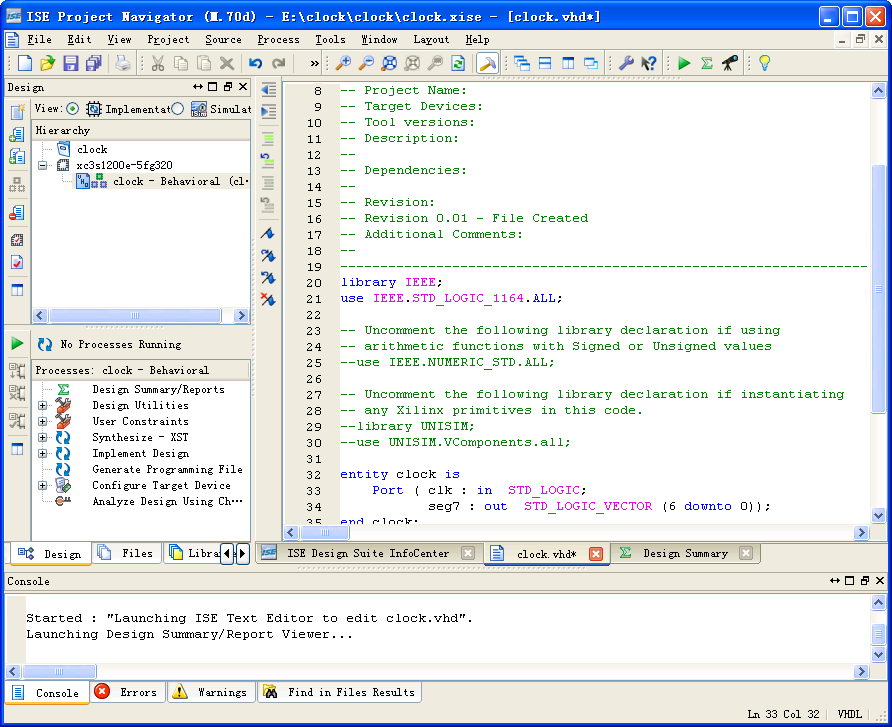 ISE Project Navigator (M.70d) - E:\clock\clock\clock.xise - [clock.vhd*]
File Edit View Project Source Process Tools Window Layout Help
Design
View: Implementat Simulat
Hierarchy
clock
xc3s1200e-5fg320
clock - Behavioral (cl
No Processes Running
Processes: clock - Behavioral
Design Summary/Reports
Design Utilities
User Constraints
Synthesize - XST
Implement Design
Generate Programming File
Configure Target Device
Analyze Design Using Ch...
Design Files Libra
8 -- Project Name:
9 -- Target Devices:
10 -- Tool versions:
11 -- Description:
12 --
13 -- Dependencies:
14 --
15 -- Revision:
16 -- Revision 0.01 - File Created
17 -- Additional Comments:
18 --
19 ------------------------------------------------------------------
20 library IEEE;
21 use IEEE.STD_LOGIC_1164.ALL;
22
23 -- Uncomment the following library declaration if using
24 -- arithmetic functions with Signed or Unsigned values
25 --use IEEE.NUMERIC_STD.ALL;
26
27 -- Uncomment the following library declaration if instantiating
28 -- any Xilinx primitives in this code.
29 --library UNISIM;
30 --use UNISIM.VComponents.all;
31
32 entity clock is
33 Port ( clk : in STD_LOGIC;
34 seg7 : out STD_LOGIC_VECTOR (6 downto 0));
35 end clock;
ISE Design Suite InfoCenter clock.vhd* Design Summary
Console
Started : "Launching ISE Text Editor to edit clock.vhd".
Launching Design Summary/Report Viewer...
Console Errors Warnings Find in Files Results
Ln 33 Col 32 VHDL